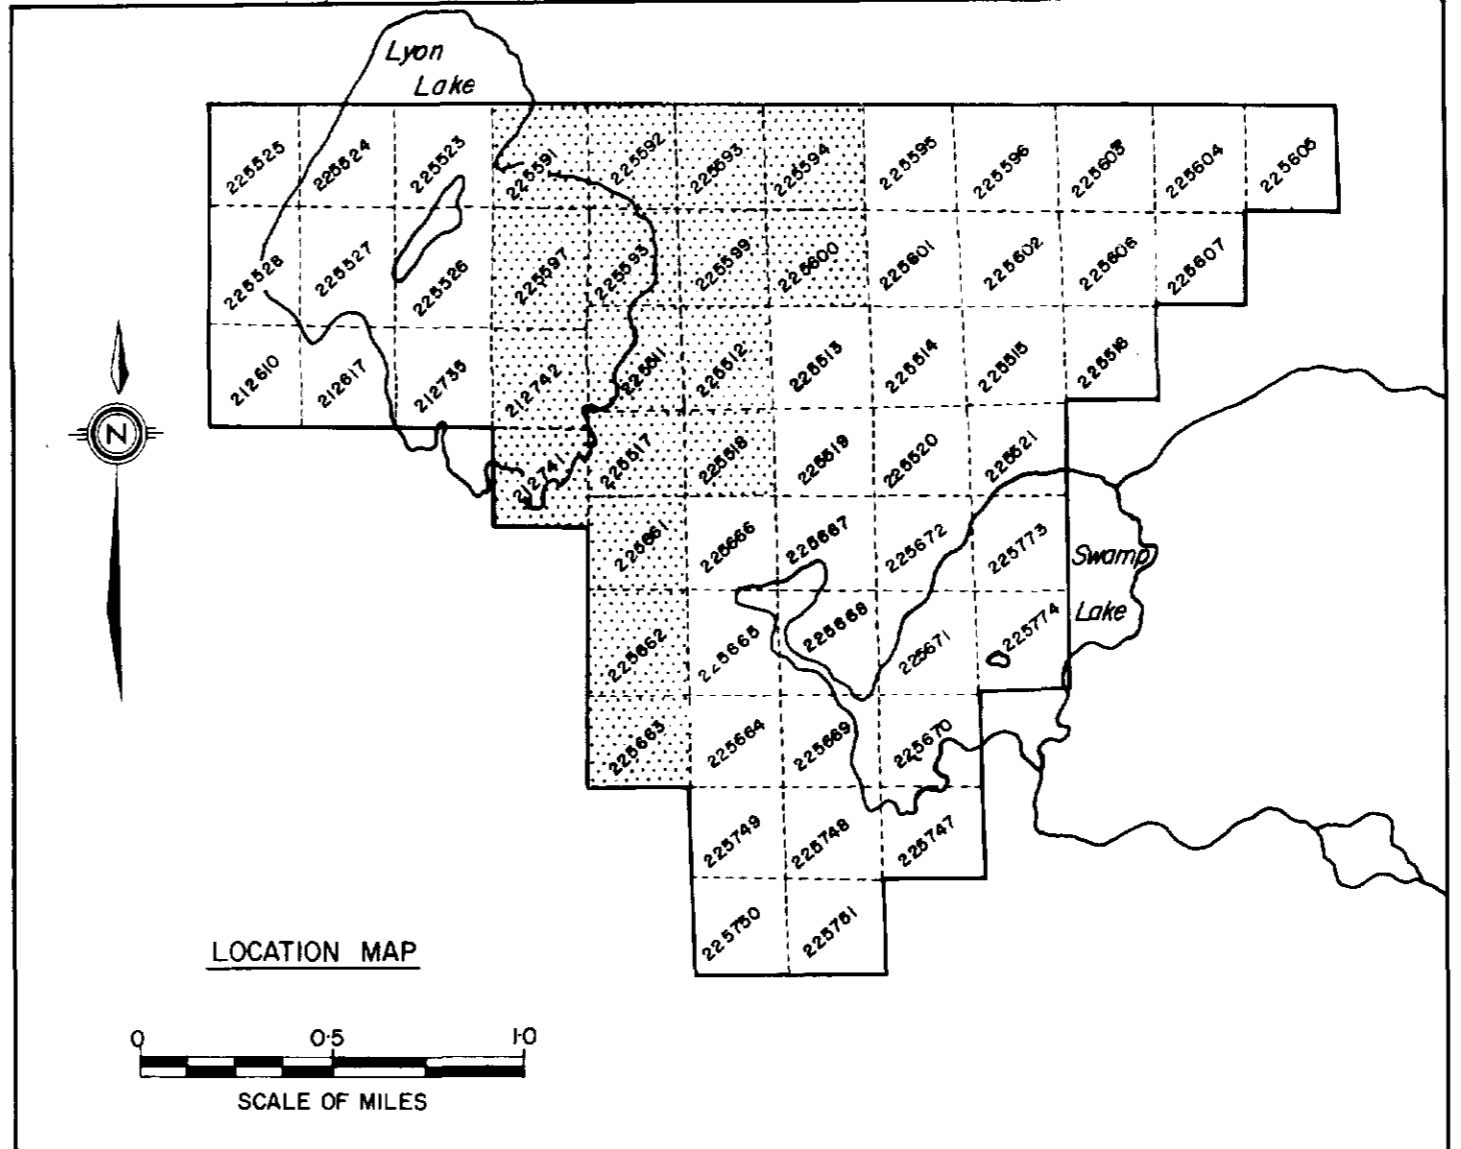 Lyon
Lake
225525 225524 225523 225591 225592 225593 225594 225595 225596 225603 225604 225605
225528 225527 225526 225597 225593 225599 225600 225601 225602 225606 225607
212610 212617 212735 212742 225511 225512 225513 225514 225515 225516
212741 225517 225518 225519 225520 225521
225661 225666 225667 225672 225773
Swamp
Lake
225662 225665 225668 225671 225774
225663 225664 225669 225670
225749 225748 225747
225750 225751
N
LOCATION MAP
0 0·5 1·0
SCALE OF MILES